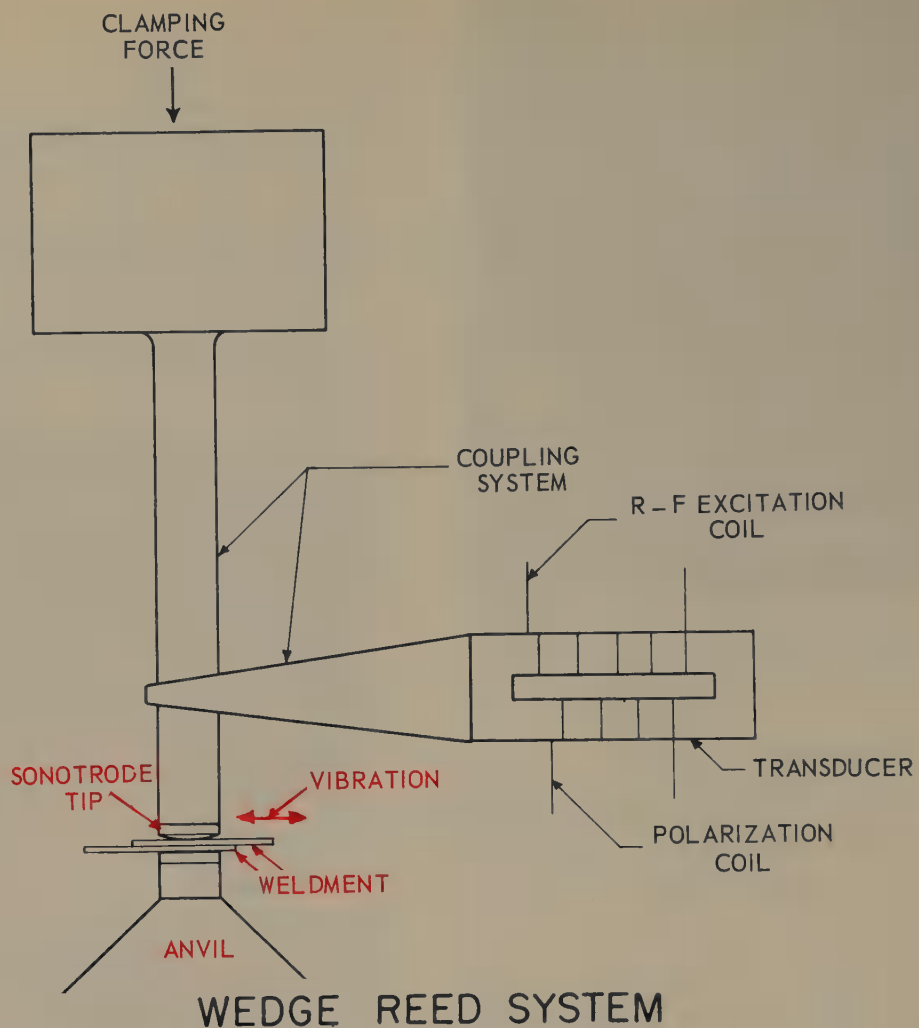 CLAMPING
FORCE
COUPLING
SYSTEM
R-F EXCITATION
COIL
TRANSDUCER
POLARIZATION
COIL
SONOTRODE
TIP
VIBRATION
WELDMENT
ANVIL
WEDGE REED SYSTEM